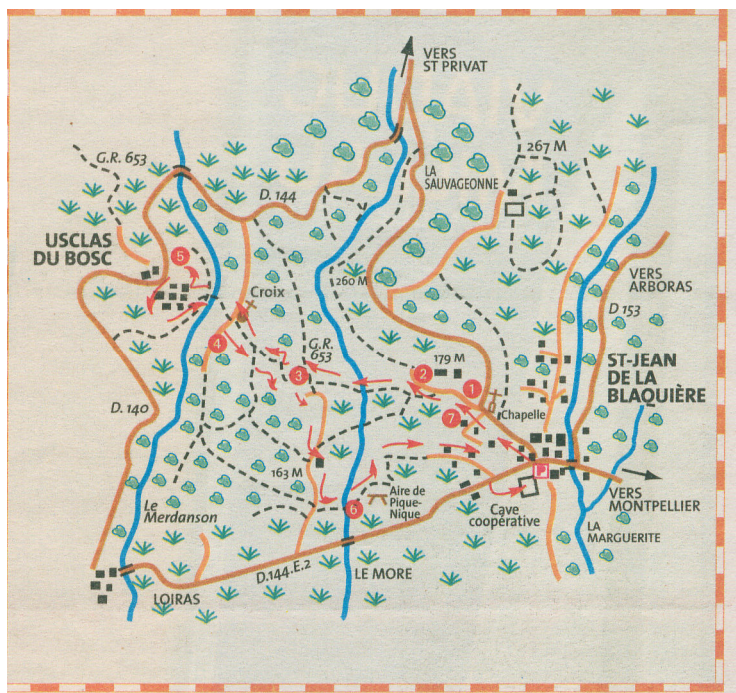 VERS
ST PRIVAT
G.R. 653
267 M
LA
SAUVAGEONNE
D. 144
USCLAS
DU BOSC
5
VERS
ARBORAS
260 M
Croix
D 153
4
G.R.
653
179 M
ST-JEAN
DE LA
BLAQUIÈRE
3
2
1
Chapelle
7
D. 140
163 M
P
Le
Merdanson
6
Aire de
Pique-
Nique
Cave
coopérative
VERS
MONTPELLIER
LA
MARGUERITE
D.144.E.2
LE MORE
LOIRAS